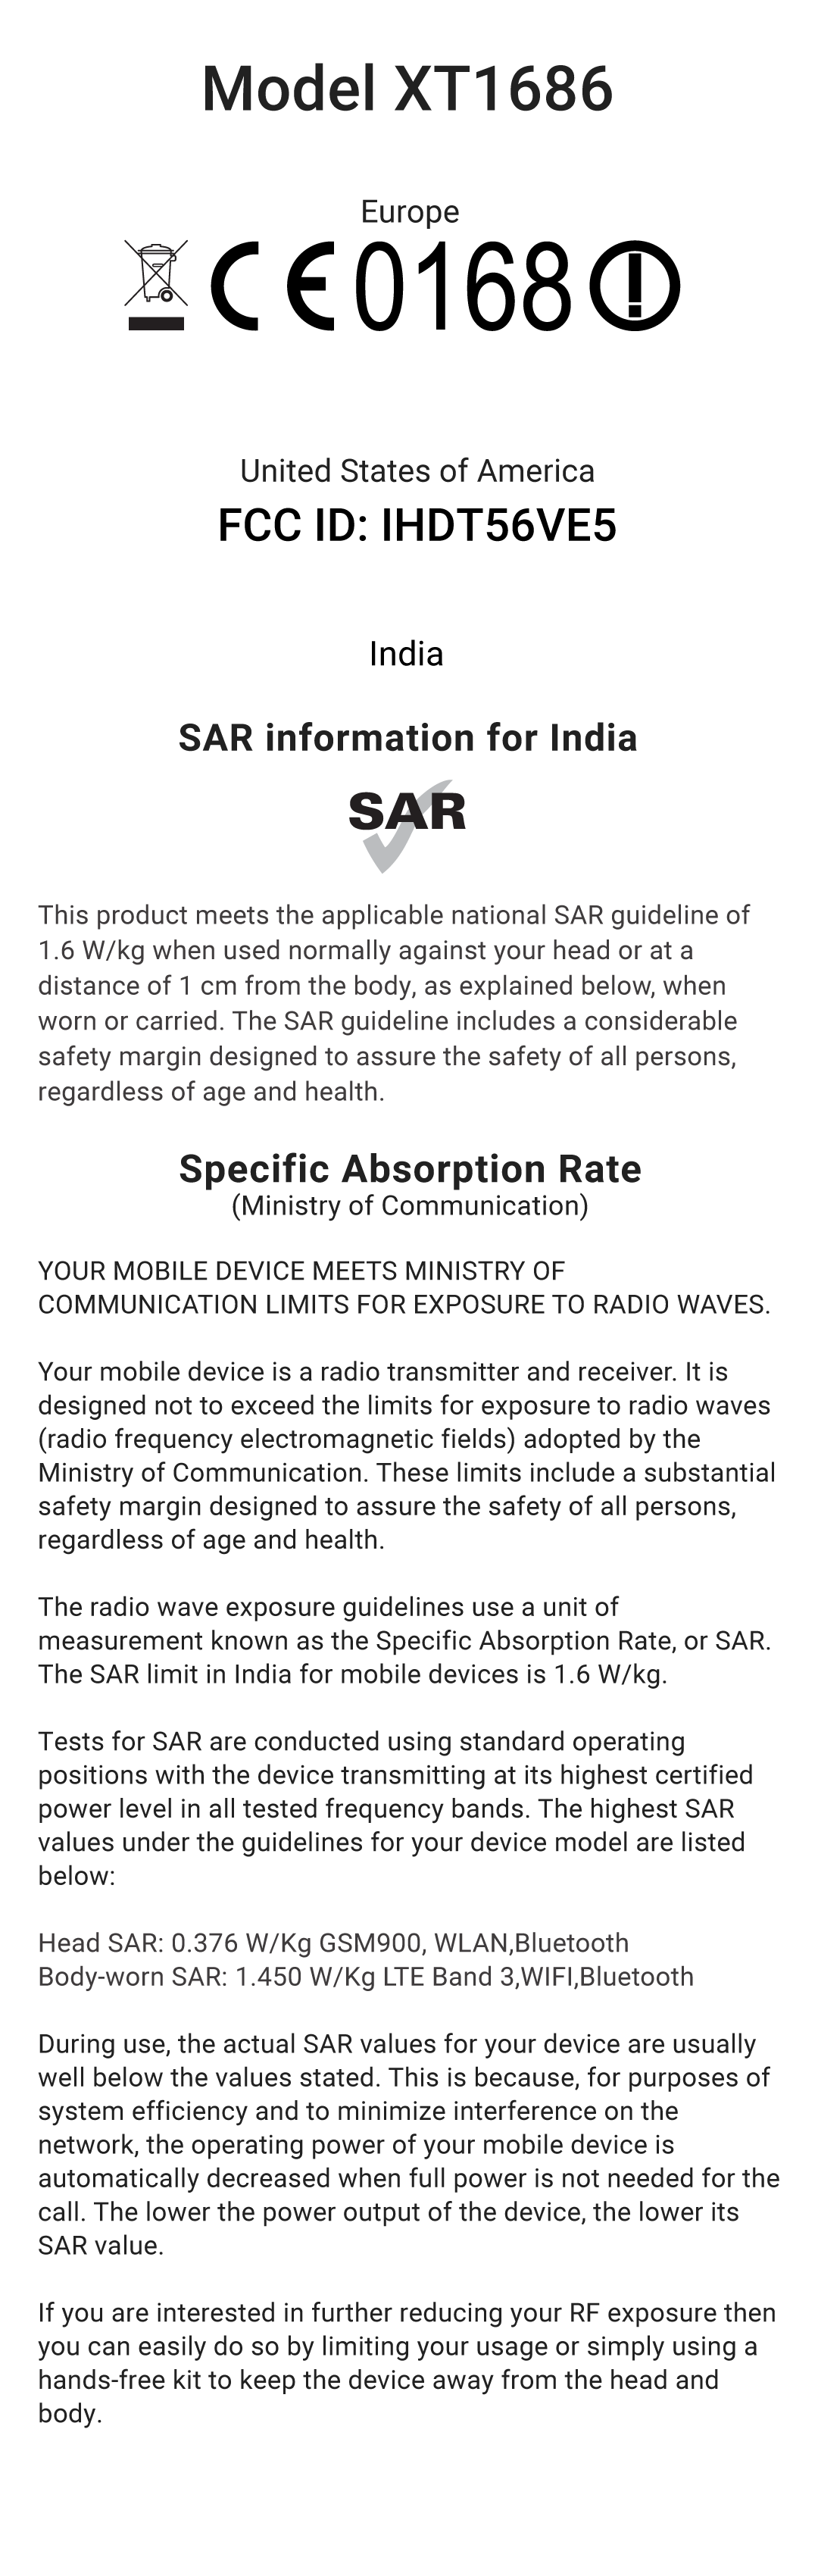 Model XT1686
Europe
CE0168
United States of America
FCC ID: IHDT56VE5
India
SAR information for India
SAR
This product meets the applicable national SAR guideline of
1.6 W/kg when used normally against your head or at a
distance of 1 cm from the body, as explained below, when
worn or carried. The SAR guideline includes a considerable
safety margin designed to assure the safety of all persons,
regardless of age and health.
Specific Absorption Rate
(Ministry of Communication)
YOUR MOBILE DEVICE MEETS MINISTRY OF
COMMUNICATION LIMITS FOR EXPOSURE TO RADIO WAVES.
Your mobile device is a radio transmitter and receiver. It is
designed not to exceed the limits for exposure to radio waves
(radio frequency electromagnetic fields) adopted by the
Ministry of Communication. These limits include a substantial
safety margin designed to assure the safety of all persons,
regardless of age and health.
The radio wave exposure guidelines use a unit of
measurement known as the Specific Absorption Rate, or SAR.
The SAR limit in India for mobile devices is 1.6 W/kg.
Tests for SAR are conducted using standard operating
positions with the device transmitting at its highest certified
power level in all tested frequency bands. The highest SAR
values under the guidelines for your device model are listed
below:
Head SAR: 0.376 W/Kg GSM900, WLAN,Bluetooth
Body-worn SAR: 1.450 W/Kg LTE Band 3,WIFI,Bluetooth
During use, the actual SAR values for your device are usually
well below the values stated. This is because, for purposes of
system efficiency and to minimize interference on the
network, the operating power of your mobile device is
automatically decreased when full power is not needed for the
call. The lower the power output of the device, the lower its
SAR value.
If you are interested in further reducing your RF exposure then
you can easily do so by limiting your usage or simply using a
hands-free kit to keep the device away from the head and
body.